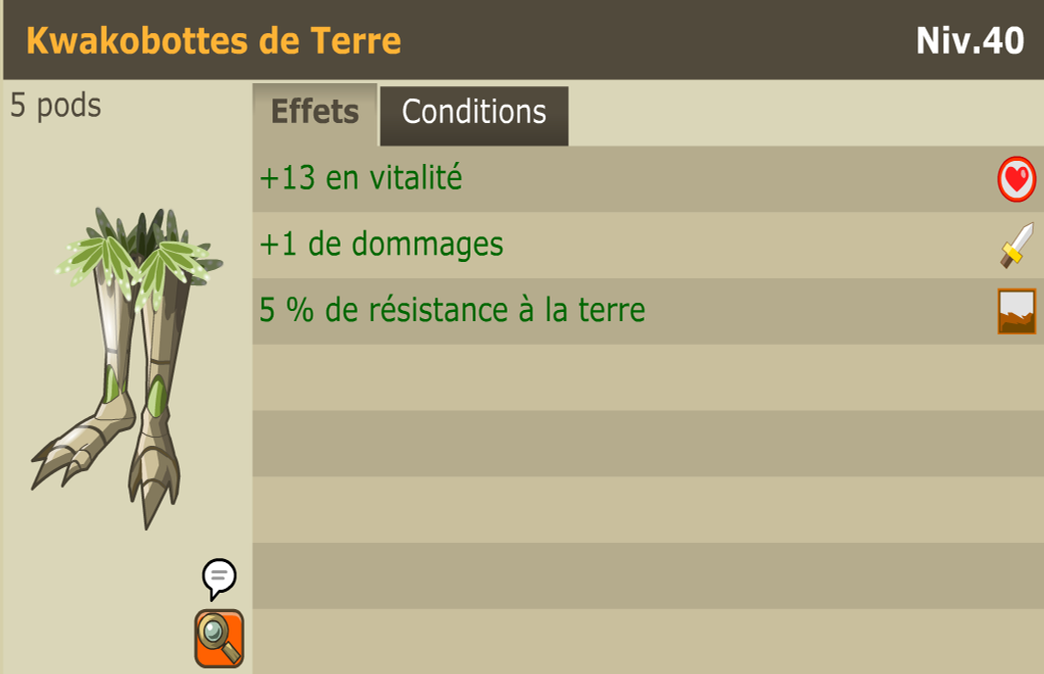 Kwakobottes de Terre
Niv.40
5 pods
Effets
Conditions
+13 en vitalité
+1 de dommages
5 % de résistance à la terre